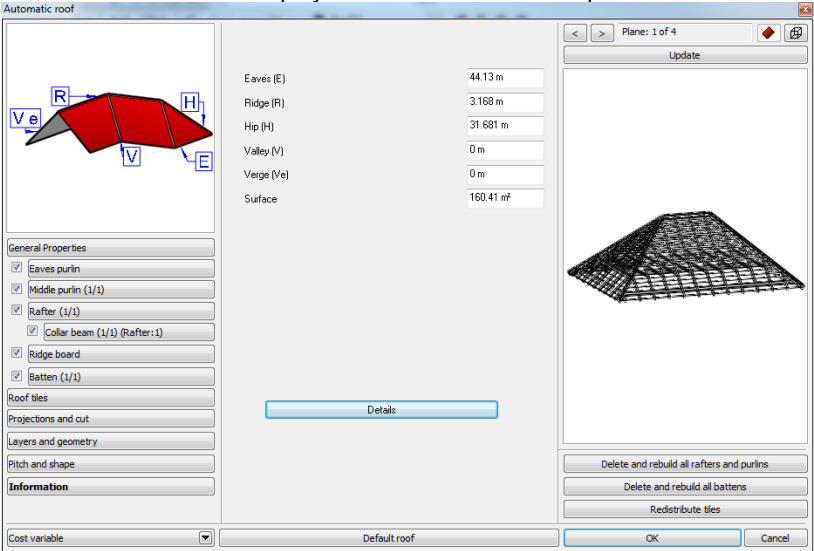 Automatic roof
< > Plane: 1 of 4
Update
R
H
V e
V
E
Eaves (E) 44.13 m
Ridge (R) 3.168 m
Hip (H) 31.681 m
Valley (V) 0 m
Verge (Ve) 0 m
Surface 160.41 m²
General Properties
Eaves purlin
Middle purlin (1/1)
Rafter (1/1)
Collar beam (1/1) (Rafter:1)
Ridge board
Batten (1/1)
Roof tiles
Projections and cut
Layers and geometry
Pitch and shape
Information
Details
Delete and rebuild all rafters and purlins
Delete and rebuild all battens
Redistribute tiles
Cost variable
Default roof
OK
Cancel